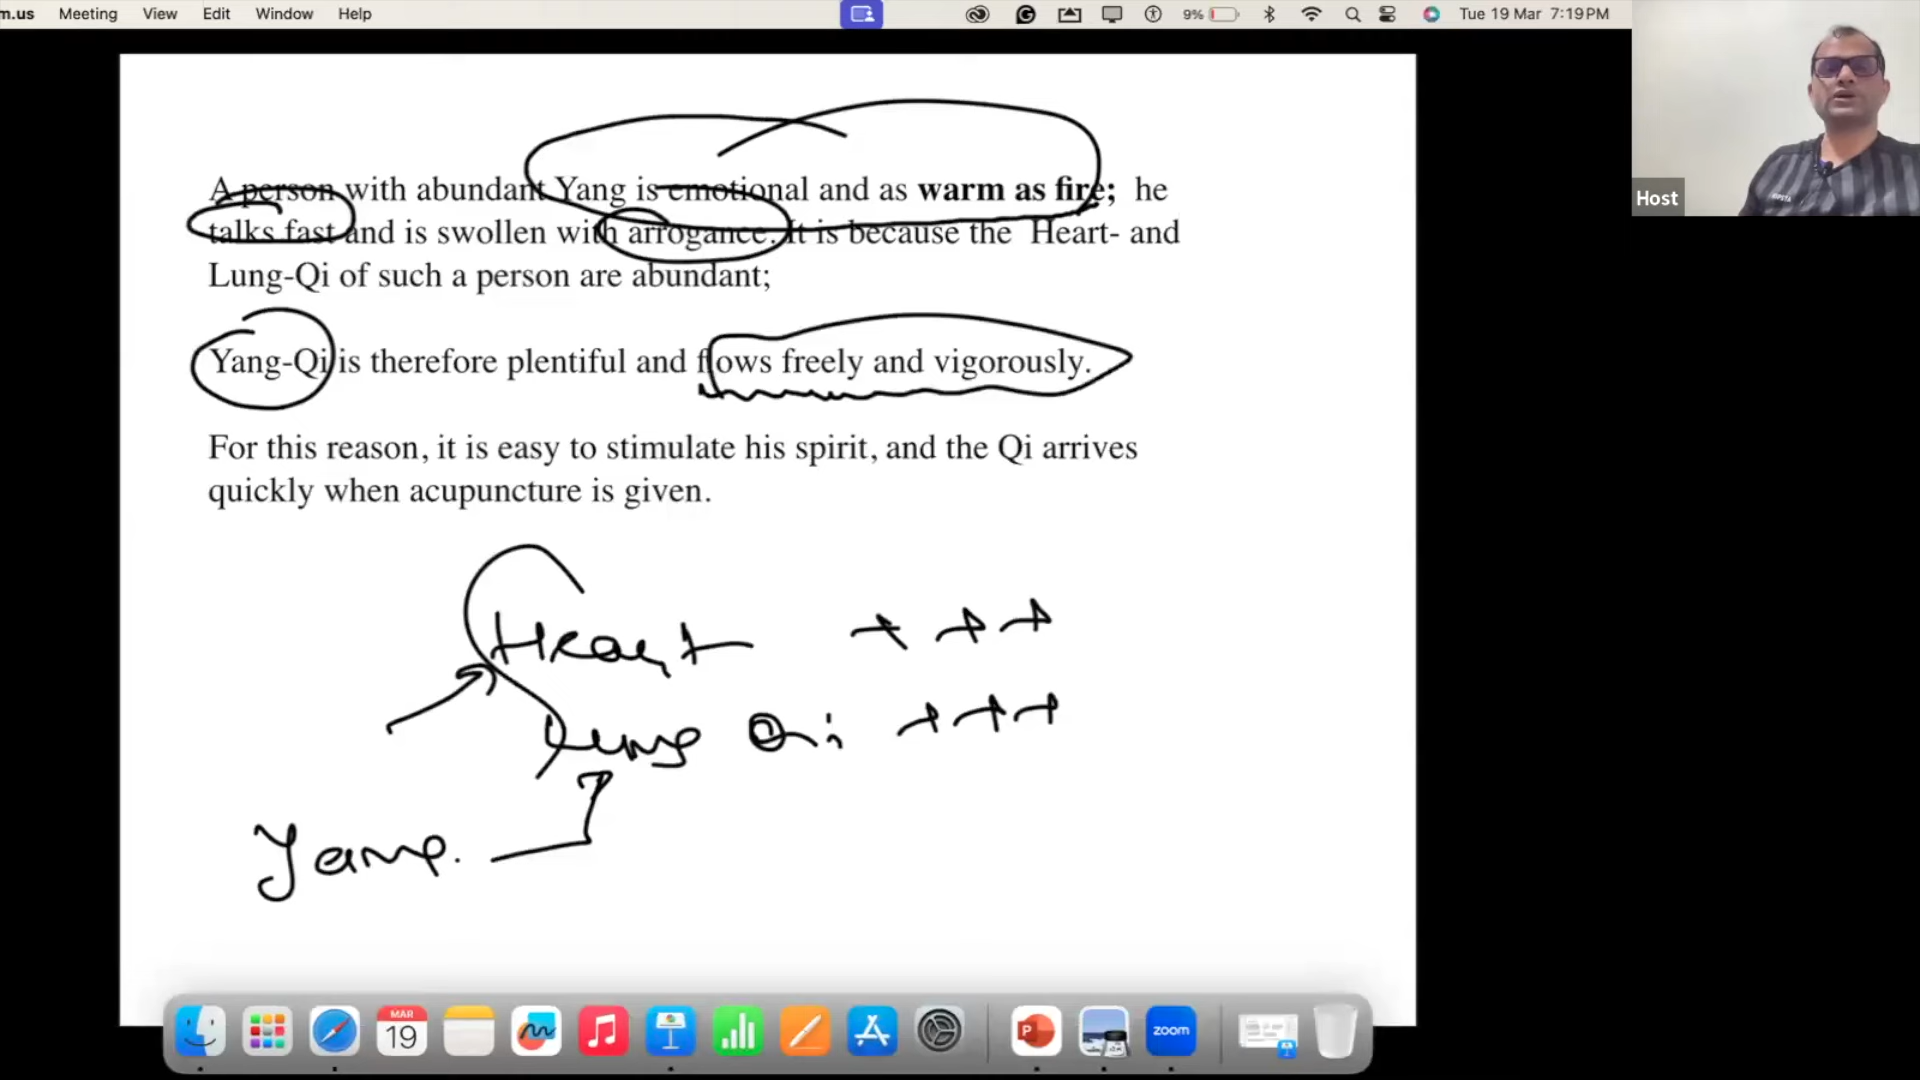 m.us Meeting View Edit Window Help 9% Tue 19 Mar 7:19 PM
Host
A person with abundant Yang is emotional and as warm as fire; he
talks fast and is swollen with arrogance. It is because the Heart- and
Lung-Qi of such a person are abundant;
Yang-Qi is therefore plentiful and flows freely and vigorously.
For this reason, it is easy to stimulate his spirit, and the Qi arrives
quickly when acupuncture is given.
Heart + + +
Lung Qi + + +
Yang.
MAR
19
P
zoom